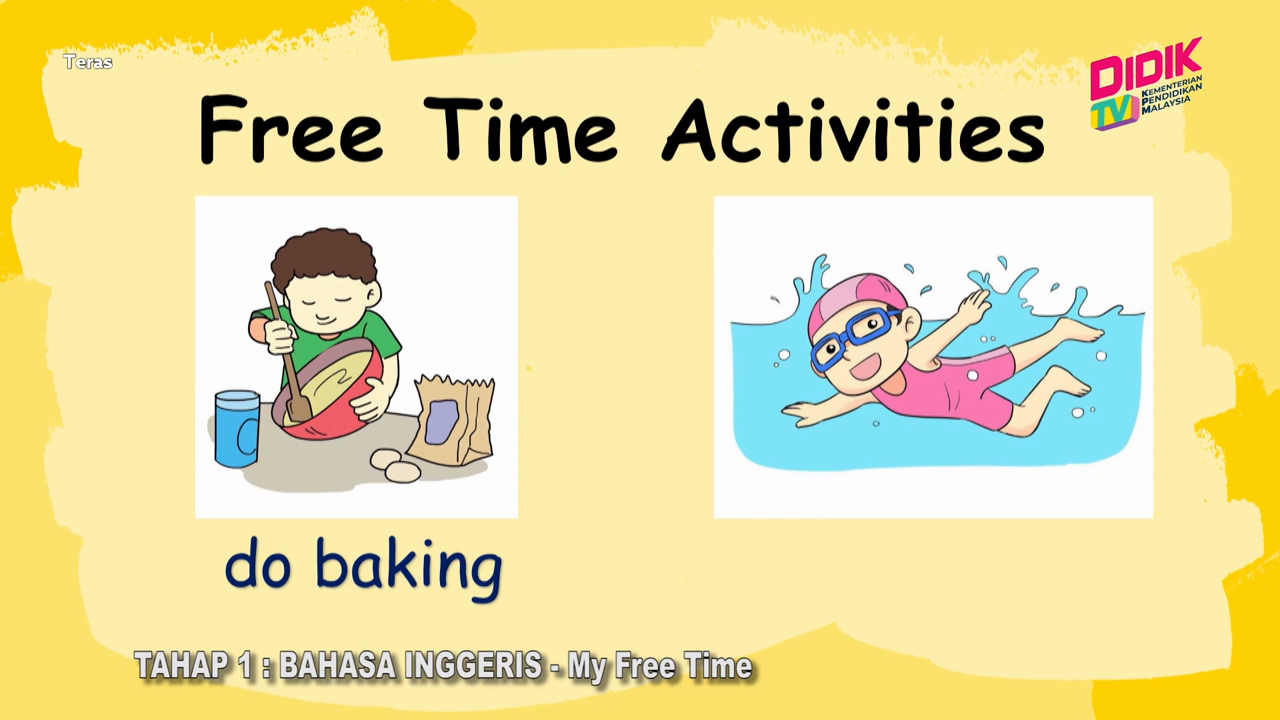 Teras
DIDIK
TV
KEMENTERIAN
PENDIDIKAN
MALAYSIA
Free Time Activities
do baking
TAHAP 1 : BAHASA INGGERIS - My Free Time